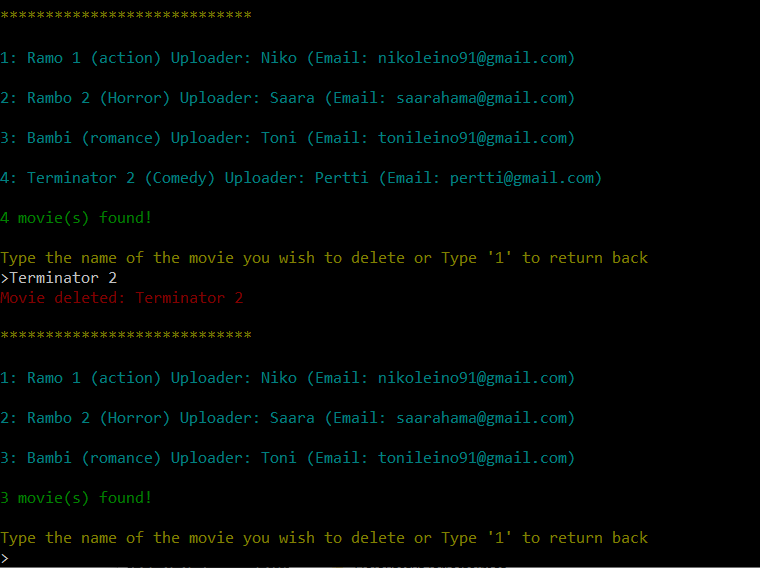 ****************************
1: Ramo 1 (action) Uploader: Niko (Email: nikoleino91@gmail.com)
2: Rambo 2 (Horror) Uploader: Saara (Email: saarahama@gmail.com)
3: Bambi (romance) Uploader: Toni (Email: tonileino91@gmail.com)
4: Terminator 2 (Comedy) Uploader: Pertti (Email: pertti@gmail.com)
4 movie(s) found!
Type the name of the movie you wish to delete or Type '1' to return back
>Terminator 2
Movie deleted: Terminator 2
****************************
1: Ramo 1 (action) Uploader: Niko (Email: nikoleino91@gmail.com)
2: Rambo 2 (Horror) Uploader: Saara (Email: saarahama@gmail.com)
3: Bambi (romance) Uploader: Toni (Email: tonileino91@gmail.com)
3 movie(s) found!
Type the name of the movie you wish to delete or Type '1' to return back
>